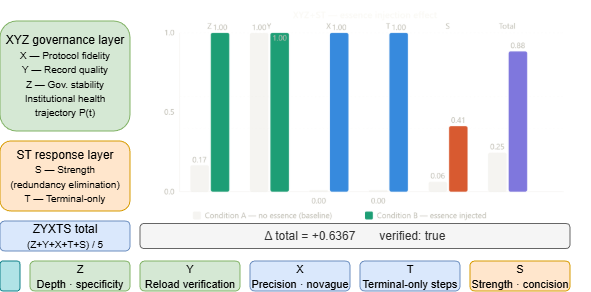 XYZ governance layer
X — Protocol fidelity
Y — Record quality
Z — Gov. stability
Institutional health
trajectory P(t)
ST response layer
S — Strength
(redundancy elimination)
T — Terminal-only
ZYXTS total
(Z+Y+X+T+S) / 5
1.0
0.5
0.0
Z 1.00
1.00Y
1.00
X 1.00
T 1.00
S
Total
0.17
0.00
0.00
0.06
0.41
0.25
0.88
Condition A — no essence (baseline)
Condition B — essence injected
Δ total = +0.6367 verified: true
Z
Depth · specificity
Y
Reload verification
X
Precision · novague
T
Terminal-only steps
S
Strength · concision